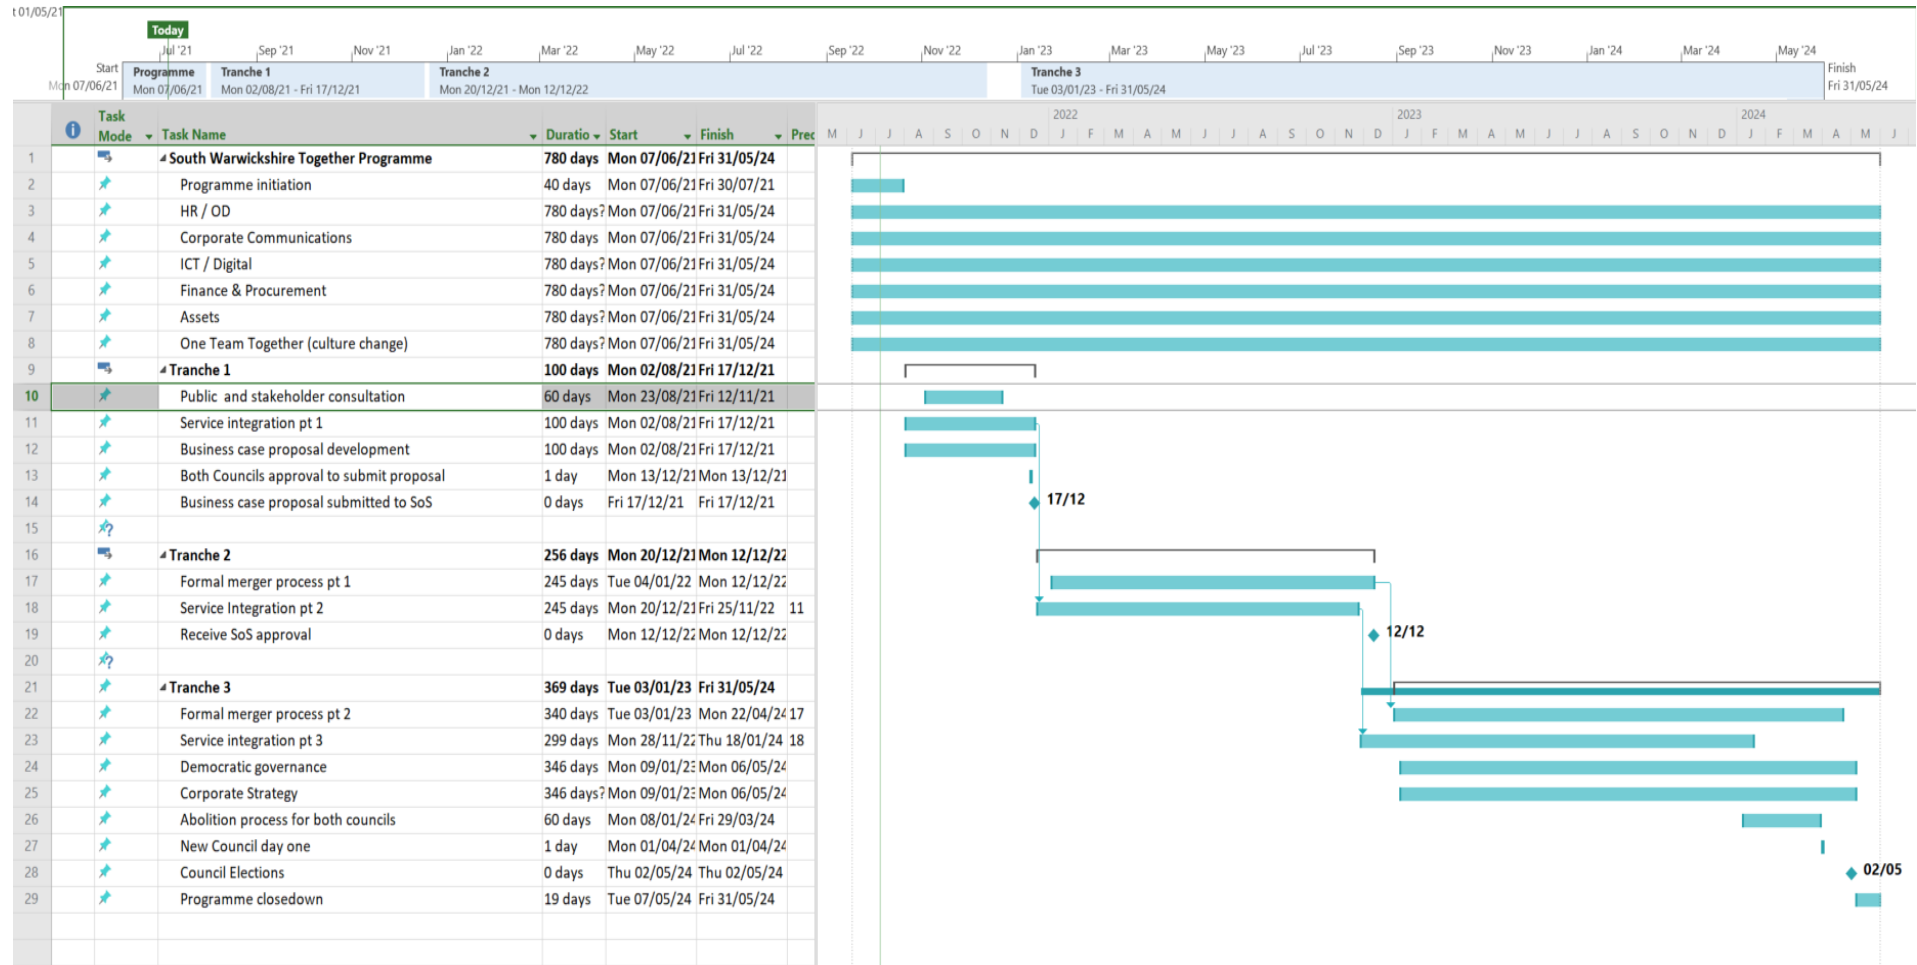 t 01/05/21
Today
Jul '21 Sep '21 Nov '21 Jan '22 Mar '22 May '22 Jul '22 Sep '22 Nov '22 Jan '23 Mar '23 May '23 Jul '23 Sep '23 Nov '23 Jan '24 Mar '24 May '24
Start Programme Tranche 1 Tranche 2 Tranche 3 Finish
Mon 07/06/21 Mon 07/06/21 Mon 02/08/21 - Fri 17/12/21 Mon 20/12/21 - Mon 12/12/22 Tue 03/01/23 - Fri 31/05/24 Fri 31/05/24
Task 2022 2023 2024
Mode Task Name Duratio Start Finish Prec M J J A S O N D J F M A M J J A S O N D J F M A M J J A S O N D J F M A M J
1 South Warwickshire Together Programme 780 days Mon 07/06/21 Fri 31/05/24
2 Programme initiation 40 days Mon 07/06/21 Fri 30/07/21
3 HR / OD 780 days? Mon 07/06/21 Fri 31/05/24
4 Corporate Communications 780 days Mon 07/06/21 Fri 31/05/24
5 ICT / Digital 780 days? Mon 07/06/21 Fri 31/05/24
6 Finance & Procurement 780 days? Mon 07/06/21 Fri 31/05/24
7 Assets 780 days? Mon 07/06/21 Fri 31/05/24
8 One Team Together (culture change) 780 days? Mon 07/06/21 Fri 31/05/24
9 Tranche 1 100 days Mon 02/08/21 Fri 17/12/21
10 Public and stakeholder consultation 60 days Mon 23/08/21 Fri 12/11/21
11 Service integration pt 1 100 days Mon 02/08/21 Fri 17/12/21
12 Business case proposal development 100 days Mon 02/08/21 Fri 17/12/21
13 Both Councils approval to submit proposal 1 day Mon 13/12/21 Mon 13/12/21
14 Business case proposal submitted to SoS 0 days Fri 17/12/21 Fri 17/12/21 17/12
15 ?
16 Tranche 2 256 days Mon 20/12/21 Mon 12/12/22
17 Formal merger process pt 1 245 days Tue 04/01/22 Mon 12/12/22
18 Service Integration pt 2 245 days Mon 20/12/21 Fri 25/11/22 11
19 Receive SoS approval 0 days Mon 12/12/22 Mon 12/12/22 12/12
20 ?
21 Tranche 3 369 days Tue 03/01/23 Fri 31/05/24
22 Formal merger process pt 2 340 days Tue 03/01/23 Mon 22/04/24 17
23 Service integration pt 3 299 days Mon 28/11/22 Thu 18/01/24 18
24 Democratic governance 346 days Mon 09/01/23 Mon 06/05/24
25 Corporate Strategy 346 days? Mon 09/01/23 Mon 06/05/24
26 Abolition process for both councils 60 days Mon 08/01/24 Fri 29/03/24
27 New Council day one 1 day Mon 01/04/24 Mon 01/04/24
28 Council Elections 0 days Thu 02/05/24 Thu 02/05/24 02/05
29 Programme closedown 19 days Tue 07/05/24 Fri 31/05/24